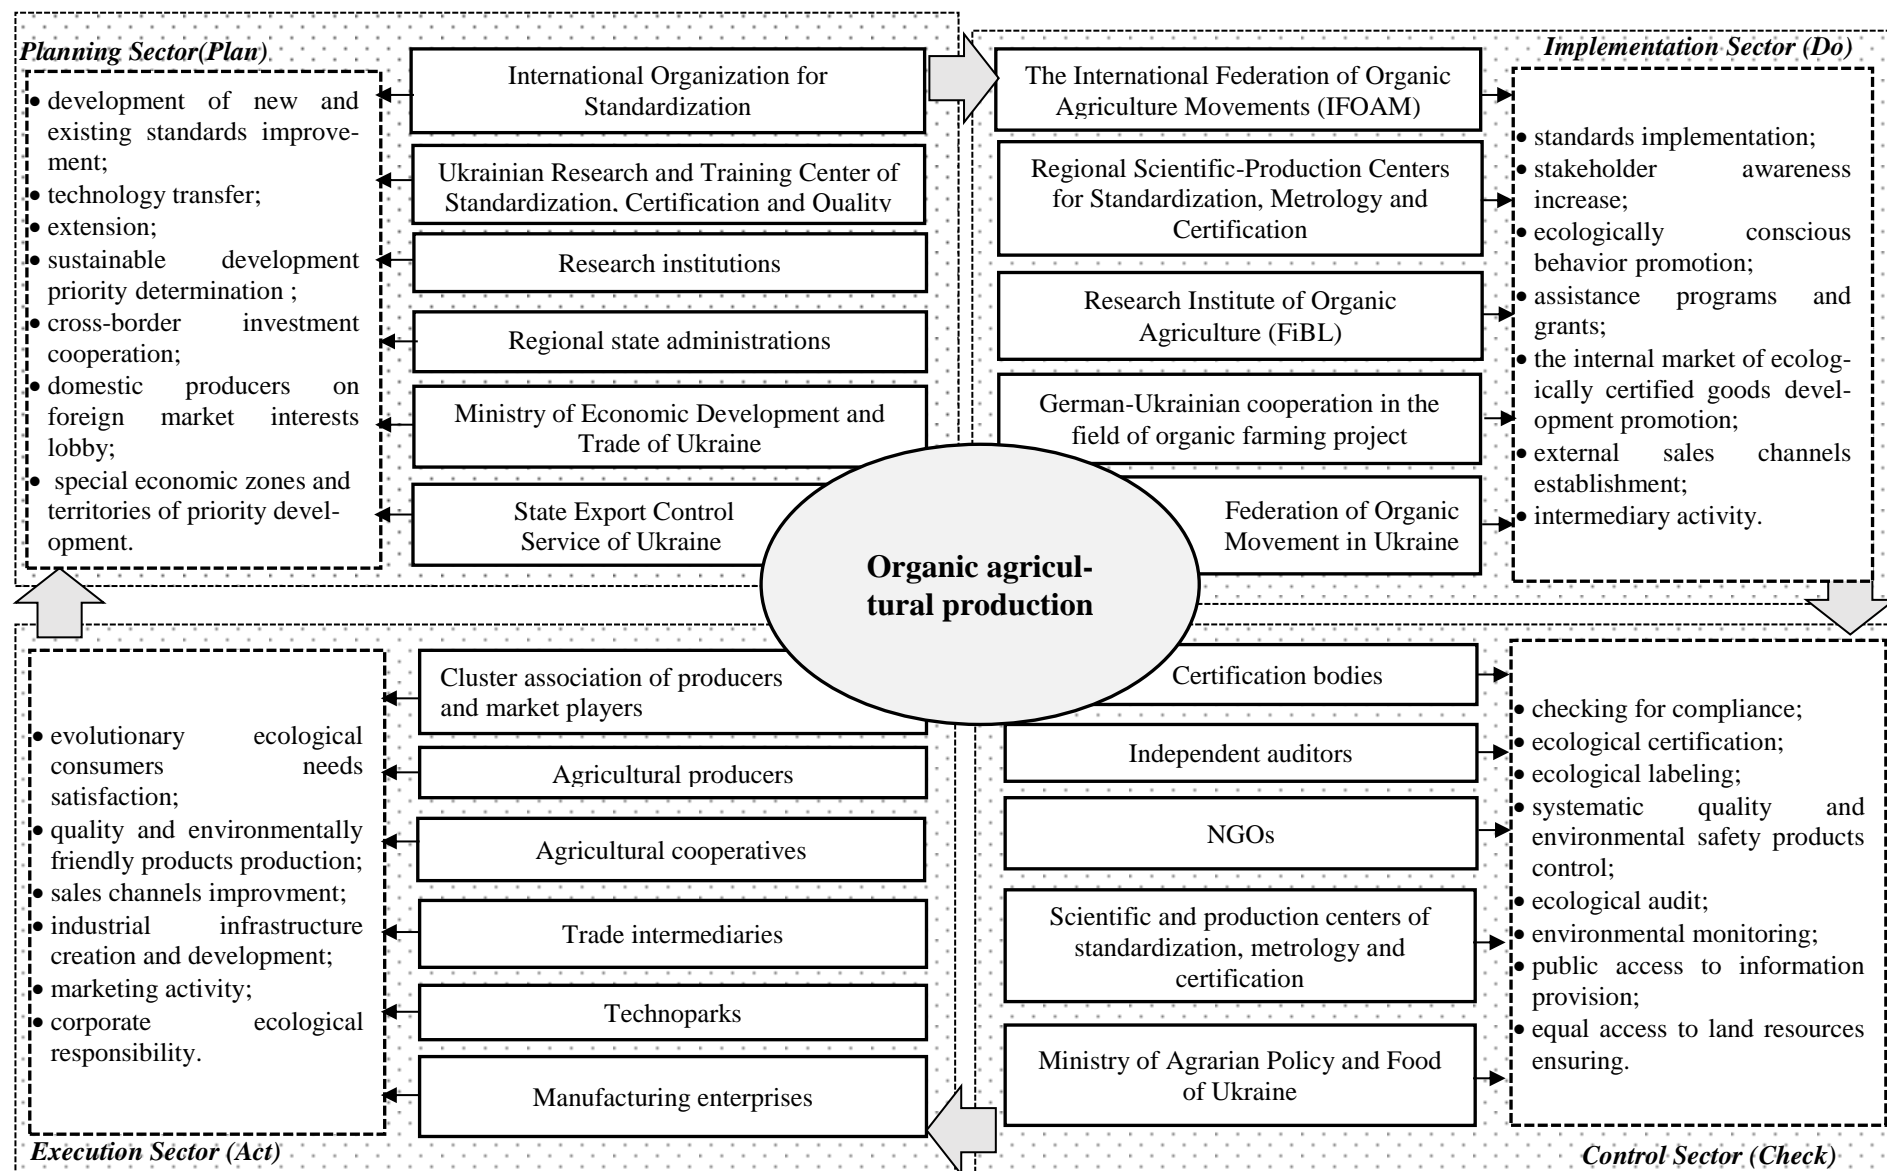 Planning Sector(Plan)
• development of new and
existing standards improve-
ment;
• technology transfer;
• extension;
• sustainable development
priority determination ;
• cross-border investment
cooperation;
• domestic producers on
foreign market interests
lobby;
• special economic zones and
territories of priority devel-
opment.
International Organization for
Standardization
Ukrainian Research and Training Center of
Standardization, Certification and Quality
Research institutions
Regional state administrations
Ministry of Economic Development and
Trade of Ukraine
State Export Control
Service of Ukraine
Implementation Sector (Do)
The International Federation of Organic
Agriculture Movements (IFOAM)
Regional Scientific-Production Centers
for Standardization, Metrology and
Certification
Research Institute of Organic
Agriculture (FiBL)
German-Ukrainian cooperation in the
field of organic farming project
Federation of Organic
Movement in Ukraine
• standards implementation;
• stakeholder awareness
increase;
• ecologically conscious
behavior promotion;
• assistance programs and
grants;
• the internal market of ecolog-
ically certified goods devel-
opment promotion;
• external sales channels
establishment;
• intermediary activity.
Organic agricul-
tural production
• evolutionary ecological
consumers needs
satisfaction;
• quality and environmentally
friendly products production;
• sales channels improvment;
• industrial infrastructure
creation and development;
• marketing activity;
• corporate ecological
responsibility.
Cluster association of producers
and market players
Agricultural producers
Agricultural cooperatives
Trade intermediaries
Technoparks
Manufacturing enterprises
Execution Sector (Act)
Certification bodies
Independent auditors
NGOs
Scientific and production centers of
standardization, metrology and
certification
Ministry of Agrarian Policy and Food
of Ukraine
• checking for compliance;
• ecological certification;
• ecological labeling;
• systematic quality and
environmental safety products
control;
• ecological audit;
• environmental monitoring;
• public access to information
provision;
• equal access to land resources
ensuring.
Control Sector (Check)